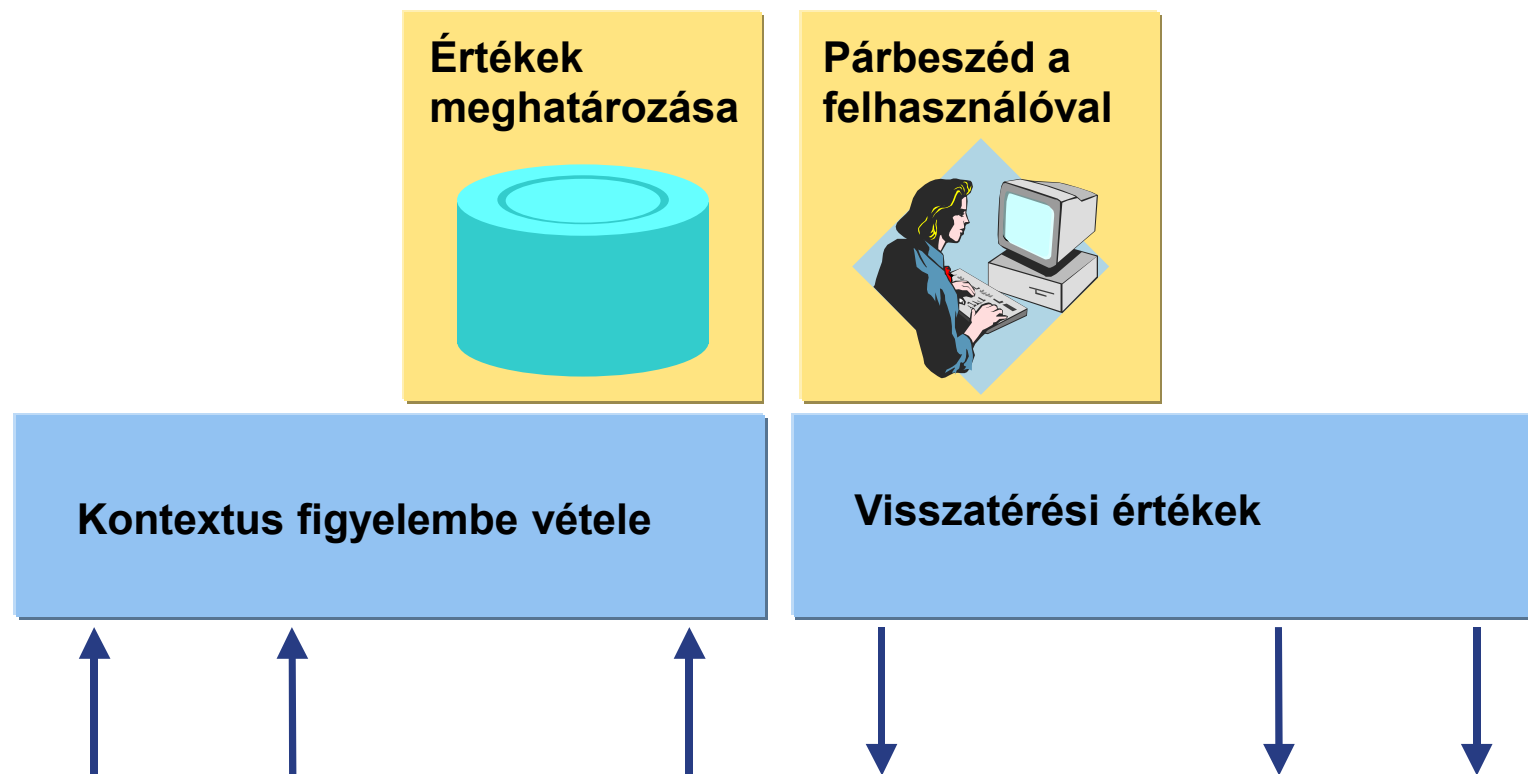 Értékek
meghatározása
Párbeszéd a
felhasználóval
Kontextus figyelembe vétele
Visszatérési értékek